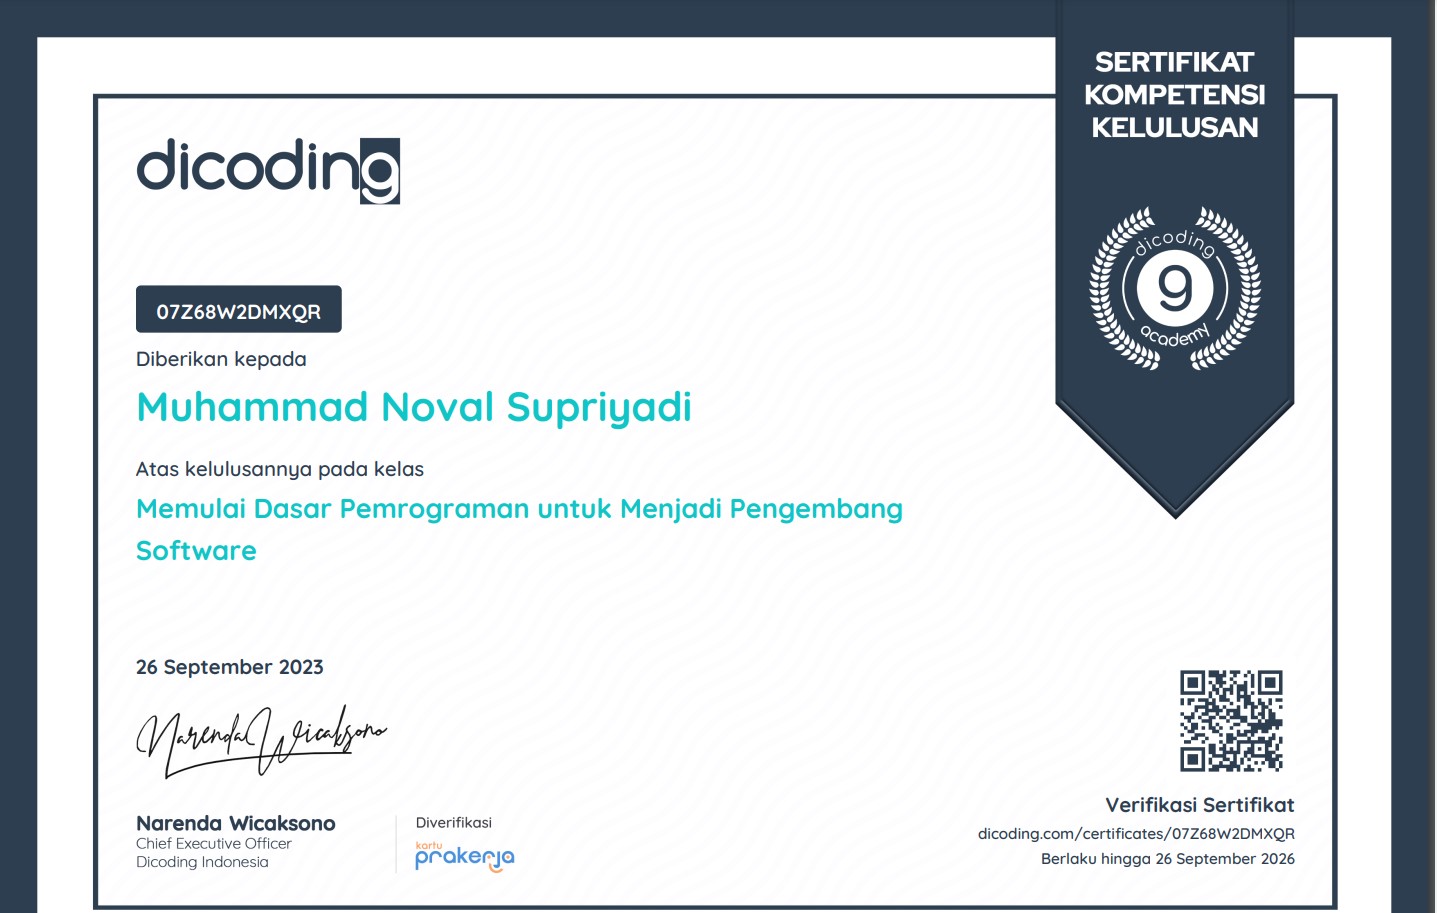 SERTIFIKAT
KOMPETENSI
KELULUSAN
dicoding
dicoding
g
academy
07Z68W2DMXQR
Diberikan kepada
Muhammad Noval Supriyadi
Atas kelulusannya pada kelas
Memulai Dasar Pemrograman untuk Menjadi Pengembang
Software
26 September 2023
Narenda Wicaksono
Narenda Wicaksono
Chief Executive Officer
Dicoding Indonesia
Diverifikasi
kartu
prakerja
Verifikasi Sertifikat
dicoding.com/certificates/07Z68W2DMXQR
Berlaku hingga 26 September 2026